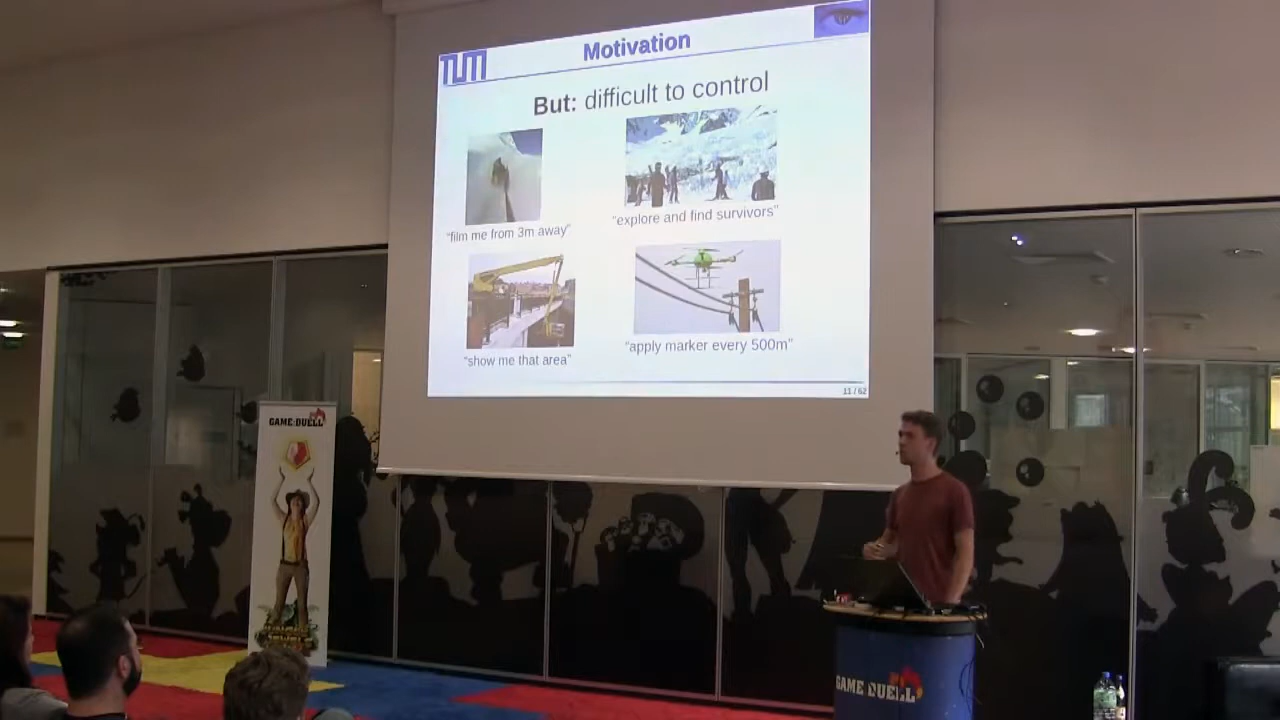 TUM
Motivation
But: difficult to control
"film me from 3m away"
"explore and find survivors"
"show me that area"
"apply marker every 500m"
11 / 62
GAME DUELL
GAME DUELL